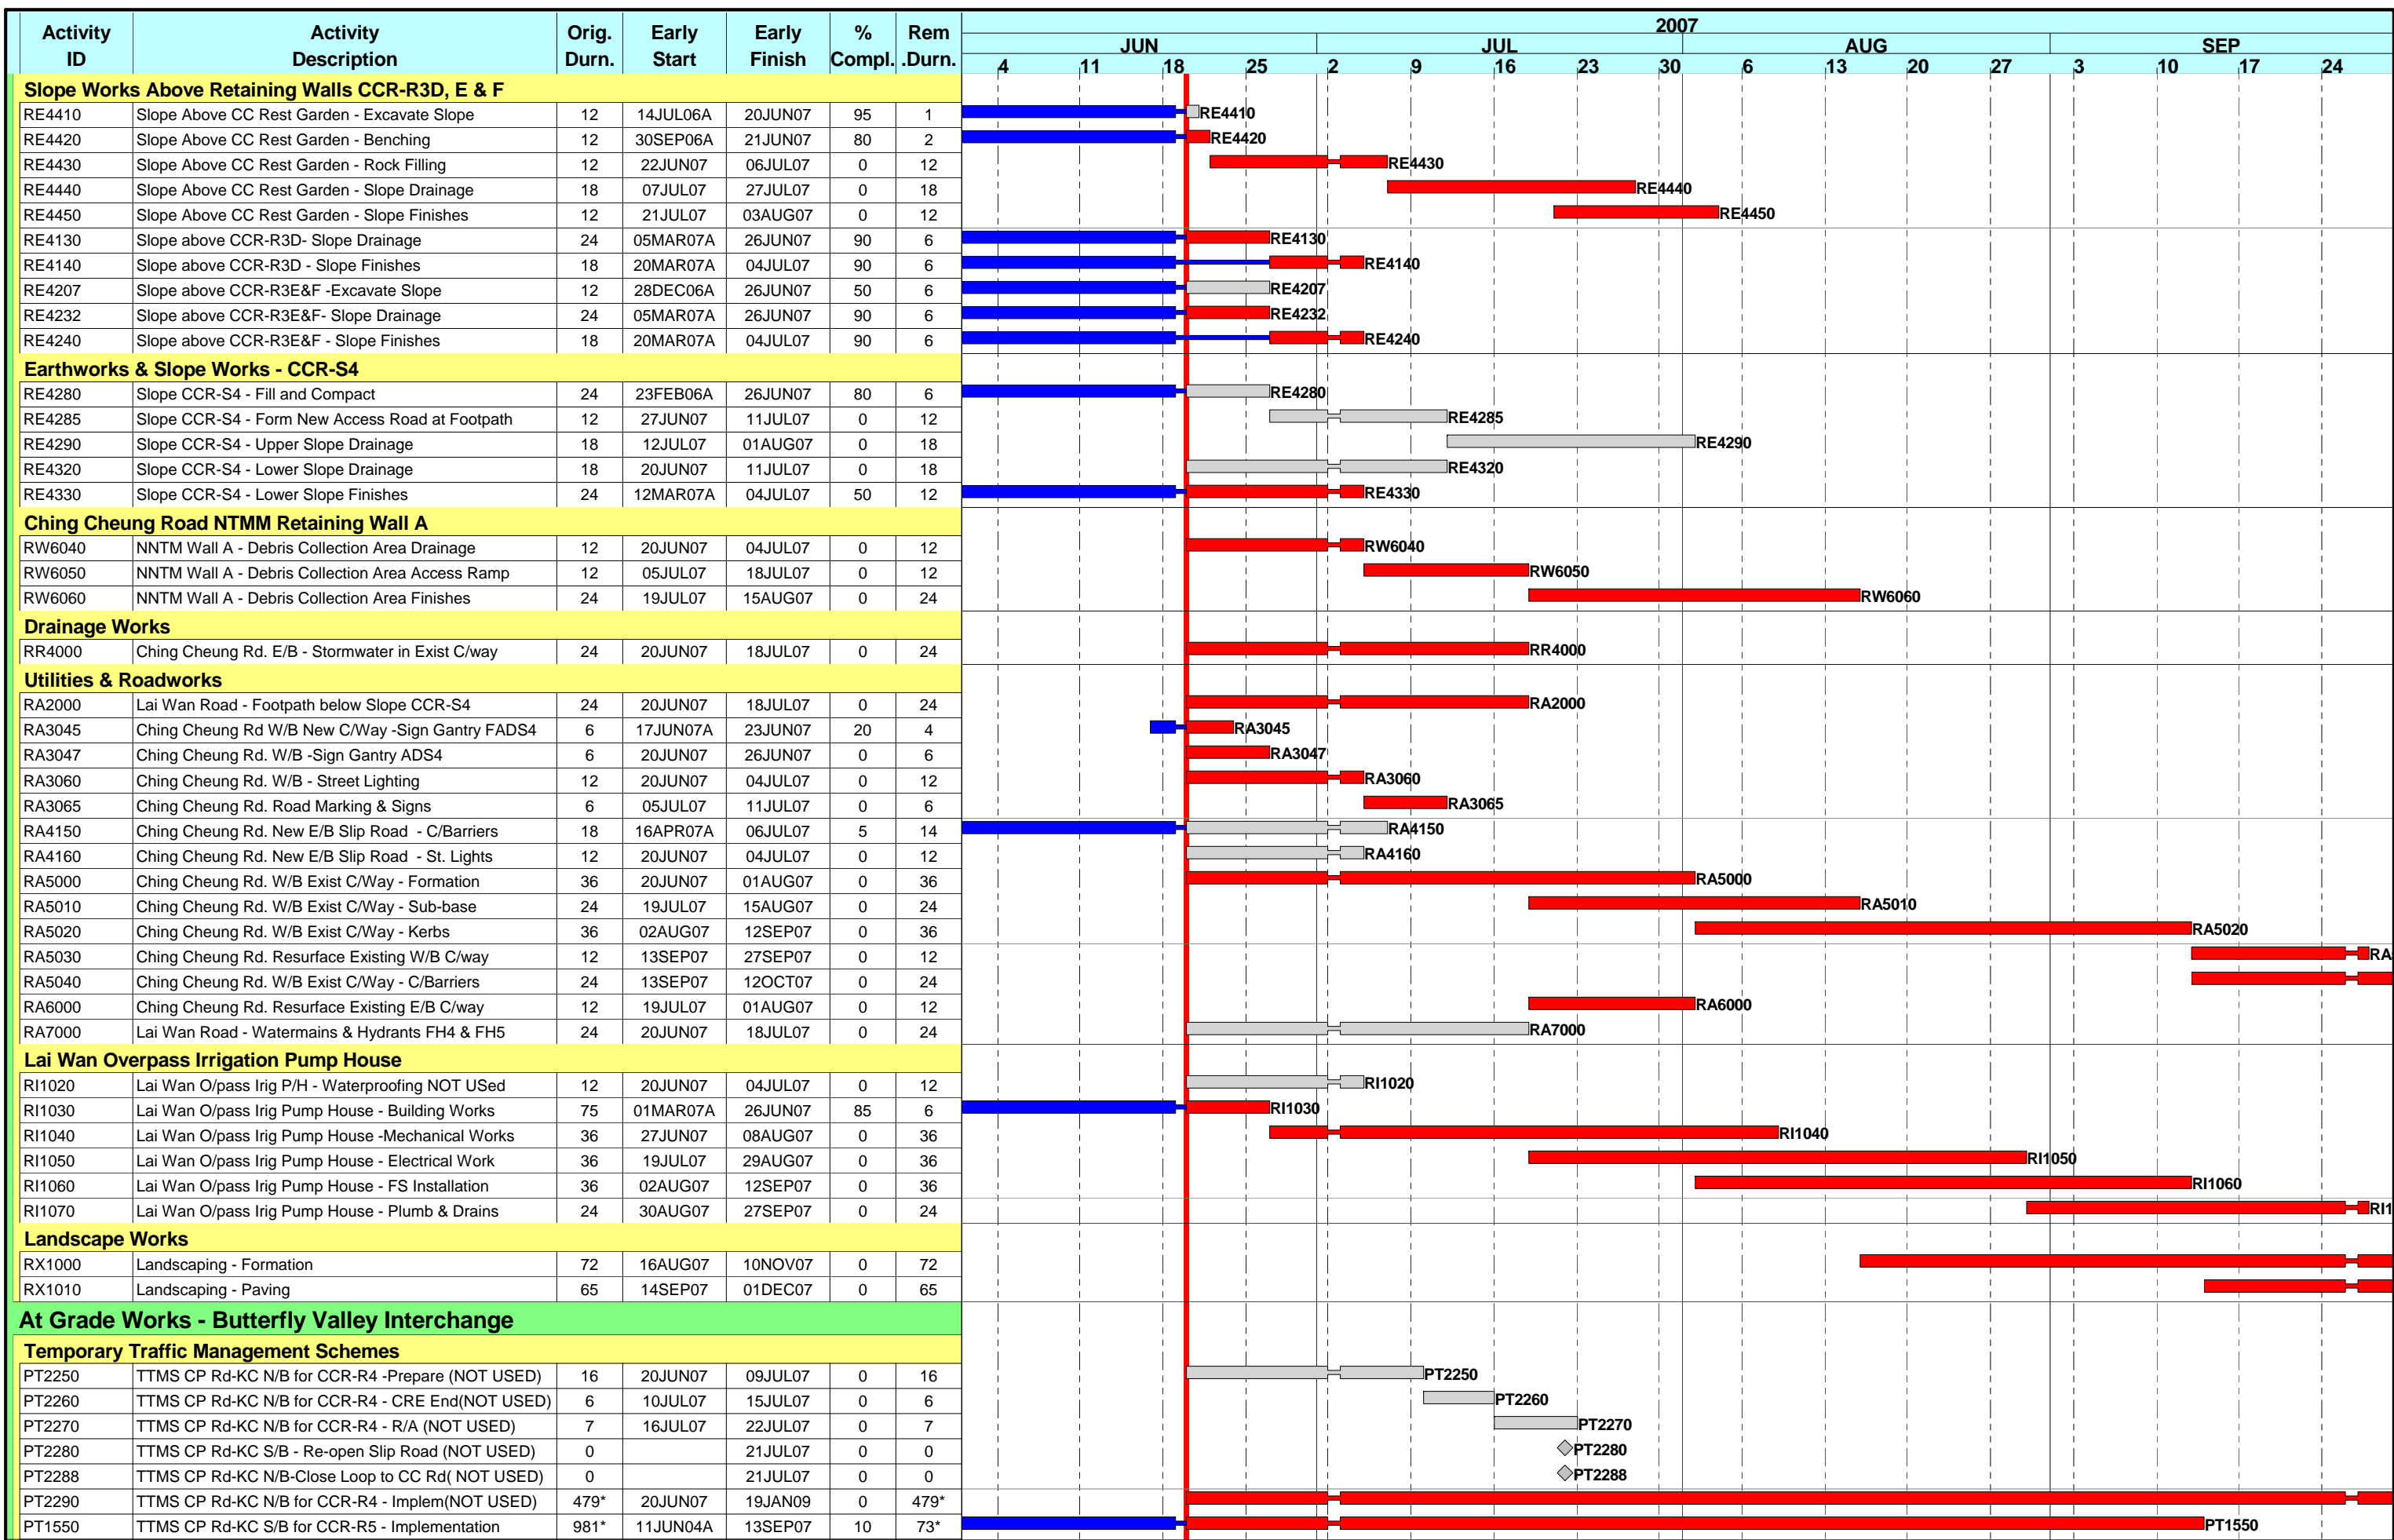 2007
Activity ID Activity Description Orig. Durn. Early Start Early Finish % Compl. Rem .Durn. JUN JUL AUG SEP
4 11 18 25 2 9 16 23 30 6 13 20 27 3 10 17 24
Slope Works Above Retaining Walls CCR-R3D, E & F
RE4410 Slope Above CC Rest Garden - Excavate Slope 12 14JUL06A 20JUN07 95 1 RE4410
RE4420 Slope Above CC Rest Garden - Benching 12 30SEP06A 21JUN07 80 2 RE4420
RE4430 Slope Above CC Rest Garden - Rock Filling 12 22JUN07 06JUL07 0 12 RE4430
RE4440 Slope Above CC Rest Garden - Slope Drainage 18 07JUL07 27JUL07 0 18 RE4440
RE4450 Slope Above CC Rest Garden - Slope Finishes 12 21JUL07 03AUG07 0 12 RE4450
RE4130 Slope above CCR-R3D- Slope Drainage 24 05MAR07A 26JUN07 90 6 RE4130
RE4140 Slope above CCR-R3D - Slope Finishes 18 20MAR07A 04JUL07 90 6 RE4140
RE4207 Slope above CCR-R3E&F -Excavate Slope 12 28DEC06A 26JUN07 50 6 RE4207
RE4232 Slope above CCR-R3E&F- Slope Drainage 24 05MAR07A 26JUN07 90 6 RE4232
RE4240 Slope above CCR-R3E&F - Slope Finishes 18 20MAR07A 04JUL07 90 6 RE4240
Earthworks & Slope Works - CCR-S4
RE4280 Slope CCR-S4 - Fill and Compact 24 23FEB06A 26JUN07 80 6 RE4280
RE4285 Slope CCR-S4 - Form New Access Road at Footpath 12 27JUN07 11JUL07 0 12 RE4285
RE4290 Slope CCR-S4 - Upper Slope Drainage 18 12JUL07 01AUG07 0 18 RE4290
RE4320 Slope CCR-S4 - Lower Slope Drainage 18 20JUN07 11JUL07 0 18 RE4320
RE4330 Slope CCR-S4 - Lower Slope Finishes 24 12MAR07A 04JUL07 50 12 RE4330
Ching Cheung Road NTMM Retaining Wall A
RW6040 NNTM Wall A - Debris Collection Area Drainage 12 20JUN07 04JUL07 0 12 RW6040
RW6050 NNTM Wall A - Debris Collection Area Access Ramp 12 05JUL07 18JUL07 0 12 RW6050
RW6060 NNTM Wall A - Debris Collection Area Finishes 24 19JUL07 15AUG07 0 24 RW6060
Drainage Works
RR4000 Ching Cheung Rd. E/B - Stormwater in Exist C/way 24 20JUN07 18JUL07 0 24 RR4000
Utilities & Roadworks
RA2000 Lai Wan Road - Footpath below Slope CCR-S4 24 20JUN07 18JUL07 0 24 RA2000
RA3045 Ching Cheung Rd W/B New C/Way -Sign Gantry FADS4 6 17JUN07A 23JUN07 20 4 RA3045
RA3047 Ching Cheung Rd. W/B -Sign Gantry ADS4 6 20JUN07 26JUN07 0 6 RA3047
RA3060 Ching Cheung Rd. W/B - Street Lighting 12 20JUN07 04JUL07 0 12 RA3060
RA3065 Ching Cheung Rd. Road Marking & Signs 6 05JUL07 11JUL07 0 6 RA3065
RA4150 Ching Cheung Rd. New E/B Slip Road - C/Barriers 18 16APR07A 06JUL07 5 14 RA4150
RA4160 Ching Cheung Rd. New E/B Slip Road - St. Lights 12 20JUN07 04JUL07 0 12 RA4160
RA5000 Ching Cheung Rd. W/B Exist C/Way - Formation 36 20JUN07 01AUG07 0 36 RA5000
RA5010 Ching Cheung Rd. W/B Exist C/Way - Sub-base 24 19JUL07 15AUG07 0 24 RA5010
RA5020 Ching Cheung Rd. W/B Exist C/Way - Kerbs 36 02AUG07 12SEP07 0 36 RA5020
RA5030 Ching Cheung Rd. Resurface Existing W/B C/way 12 13SEP07 27SEP07 0 12 RA
RA5040 Ching Cheung Rd. W/B Exist C/Way - C/Barriers 24 13SEP07 12OCT07 0 24
RA6000 Ching Cheung Rd. Resurface Existing E/B C/way 12 19JUL07 01AUG07 0 12 RA6000
RA7000 Lai Wan Road - Watermains & Hydrants FH4 & FH5 24 20JUN07 18JUL07 0 24 RA7000
Lai Wan Overpass Irrigation Pump House
RI1020 Lai Wan O/pass Irig P/H - Waterproofing NOT USed 12 20JUN07 04JUL07 0 12 RI1020
RI1030 Lai Wan O/pass Irig Pump House - Building Works 75 01MAR07A 26JUN07 85 6 RI1030
RI1040 Lai Wan O/pass Irig Pump House -Mechanical Works 36 27JUN07 08AUG07 0 36 RI1040
RI1050 Lai Wan O/pass Irig Pump House - Electrical Work 36 19JUL07 29AUG07 0 36 RI1050
RI1060 Lai Wan O/pass Irig Pump House - FS Installation 36 02AUG07 12SEP07 0 36 RI1060
RI1070 Lai Wan O/pass Irig Pump House - Plumb & Drains 24 30AUG07 27SEP07 0 24 RI1
Landscape Works
RX1000 Landscaping - Formation 72 16AUG07 10NOV07 0 72
RX1010 Landscaping - Paving 65 14SEP07 01DEC07 0 65
At Grade Works - Butterfly Valley Interchange
Temporary Traffic Management Schemes
PT2250 TTMS CP Rd-KC N/B for CCR-R4 -Prepare (NOT USED) 16 20JUN07 09JUL07 0 16 PT2250
PT2260 TTMS CP Rd-KC N/B for CCR-R4 - CRE End(NOT USED) 6 10JUL07 15JUL07 0 6 PT2260
PT2270 TTMS CP Rd-KC N/B for CCR-R4 - R/A (NOT USED) 7 16JUL07 22JUL07 0 7 PT2270
PT2280 TTMS CP Rd-KC S/B - Re-open Slip Road (NOT USED) 0 21JUL07 0 0 PT2280
PT2288 TTMS CP Rd-KC N/B-Close Loop to CC Rd( NOT USED) 0 21JUL07 0 0 PT2288
PT2290 TTMS CP Rd-KC N/B for CCR-R4 - Implem(NOT USED) 479* 20JUN07 19JAN09 0 479*
PT1550 TTMS CP Rd-KC S/B for CCR-R5 - Implementation 981* 11JUN04A 13SEP07 10 73* PT1550